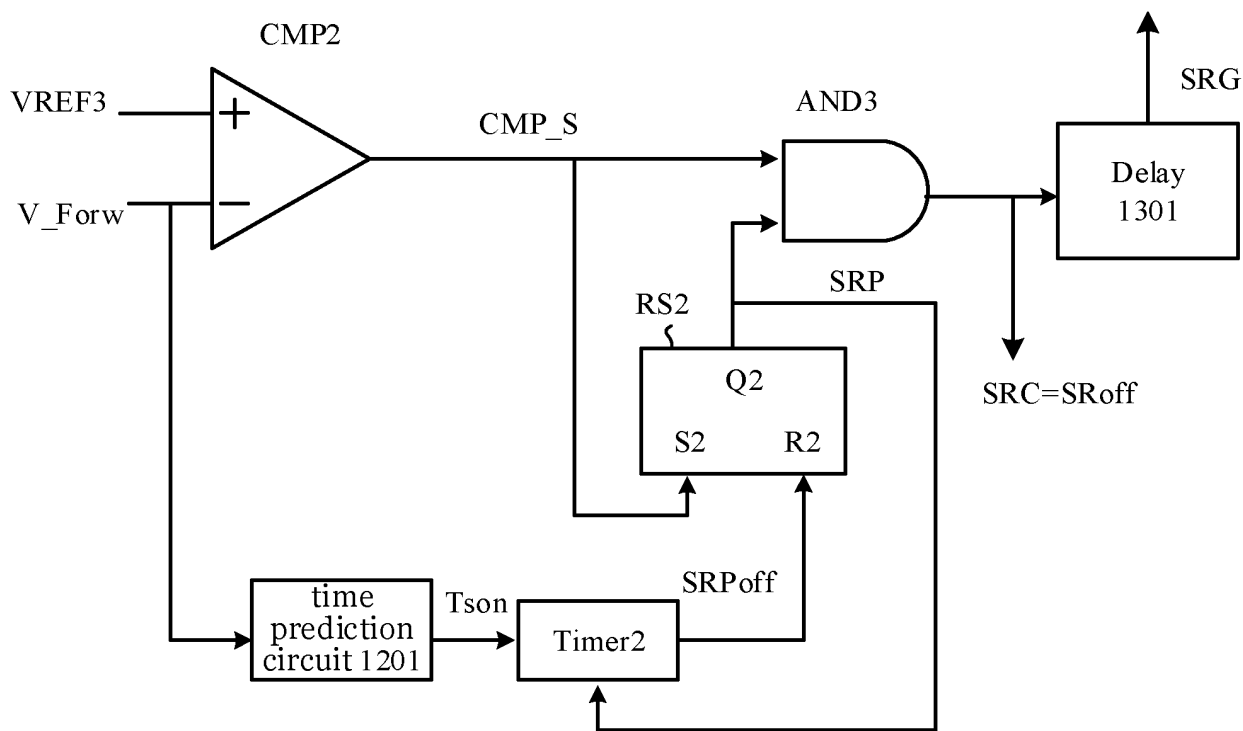 CMP2
SRG
VREF3
+
AND3
CMP_S
Delay
1301
V_Forw
−
SRP
RS2
Q2
SRC=SRoff
S2
R2
SRPoff
Tson
time
prediction
circuit 1201
Timer2